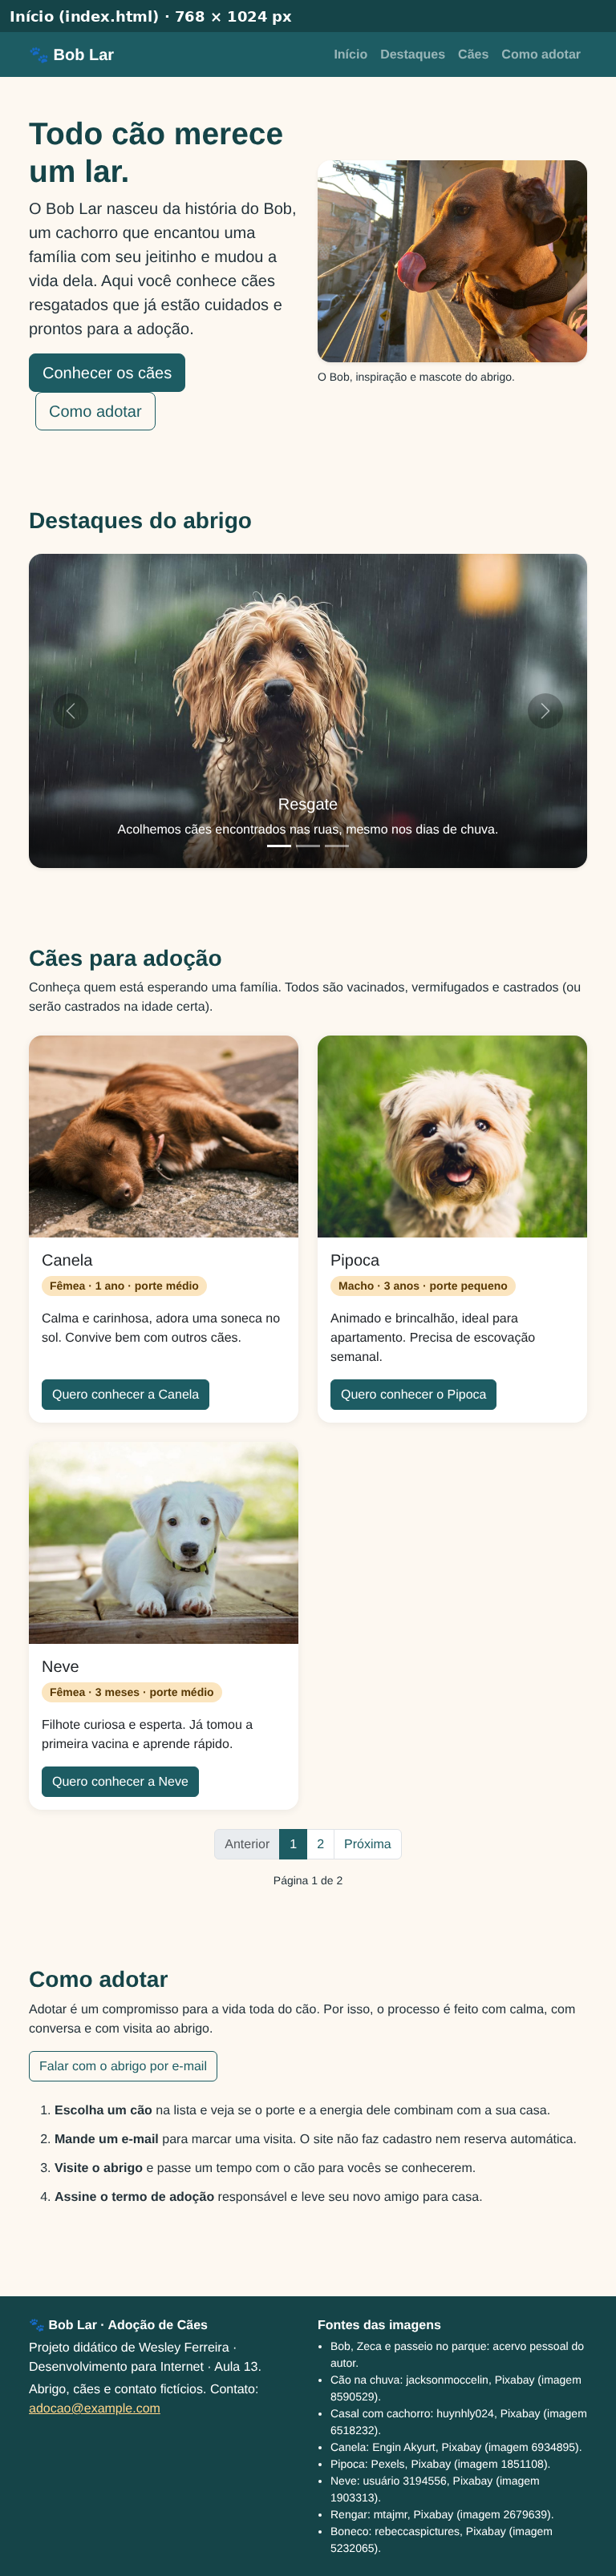 Início (index.html) · 768 × 1024 px
🐾 Bob Lar
Início Destaques Cães Como adotar
Todo cão merece
um lar.
O Bob Lar nasceu da história do Bob,
um cachorro que encantou uma
família com seu jeitinho e mudou a
vida dela. Aqui você conhece cães
resgatados que já estão cuidados e
prontos para a adoção.
Conhecer os cães
Como adotar
O Bob, inspiração e mascote do abrigo.
Destaques do abrigo
Resgate
Acolhemos cães encontrados nas ruas, mesmo nos dias de chuva.
Cães para adoção
Conheça quem está esperando uma família. Todos são vacinados, vermifugados e castrados (ou
serão castrados na idade certa).
Canela
Fêmea · 1 ano · porte médio
Calma e carinhosa, adora uma soneca no
sol. Convive bem com outros cães.
Quero conhecer a Canela
Pipoca
Macho · 3 anos · porte pequeno
Animado e brincalhão, ideal para
apartamento. Precisa de escovação
semanal.
Quero conhecer o Pipoca
Neve
Fêmea · 3 meses · porte médio
Filhote curiosa e esperta. Já tomou a
primeira vacina e aprende rápido.
Quero conhecer a Neve
Anterior 1 2 Próxima
Página 1 de 2
Como adotar
Adotar é um compromisso para a vida toda do cão. Por isso, o processo é feito com calma, com
conversa e com visita ao abrigo.
Falar com o abrigo por e-mail
1. Escolha um cão na lista e veja se o porte e a energia dele combinam com a sua casa.
2. Mande um e-mail para marcar uma visita. O site não faz cadastro nem reserva automática.
3. Visite o abrigo e passe um tempo com o cão para vocês se conhecerem.
4. Assine o termo de adoção responsável e leve seu novo amigo para casa.
🐾 Bob Lar · Adoção de Cães
Projeto didático de Wesley Ferreira ·
Desenvolvimento para Internet · Aula 13.
Abrigo, cães e contato fictícios. Contato:
adocao@example.com
Fontes das imagens
• Bob, Zeca e passeio no parque: acervo pessoal do
autor.
• Cão na chuva: jacksonmoccelin, Pixabay (imagem
8590529).
• Casal com cachorro: huynhly024, Pixabay (imagem
6518232).
• Canela: Engin Akyurt, Pixabay (imagem 6934895).
• Pipoca: Pexels, Pixabay (imagem 1851108).
• Neve: usuário 3194556, Pixabay (imagem
1903313).
• Rengar: mtajmr, Pixabay (imagem 2679639).
• Boneco: rebeccaspictures, Pixabay (imagem
5232065).